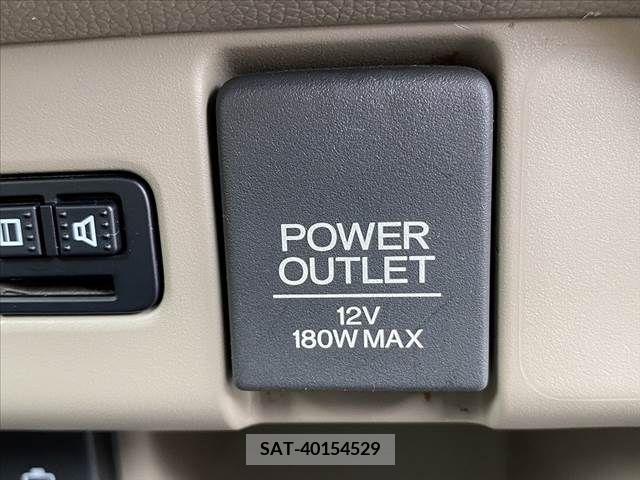 POWER
OUTLET
12V
180W MAX
SAT-40154529